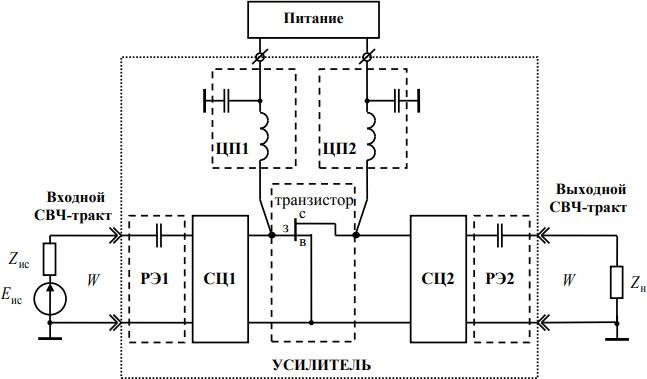 Питание
ЦП1
ЦП2
Входной
СВЧ-тракт
транзистор
с
з
в
Выходной
СВЧ-тракт
Zис
Eис
W
РЭ1
СЦ1
СЦ2
РЭ2
W
Zн
УСИЛИТЕЛЬ